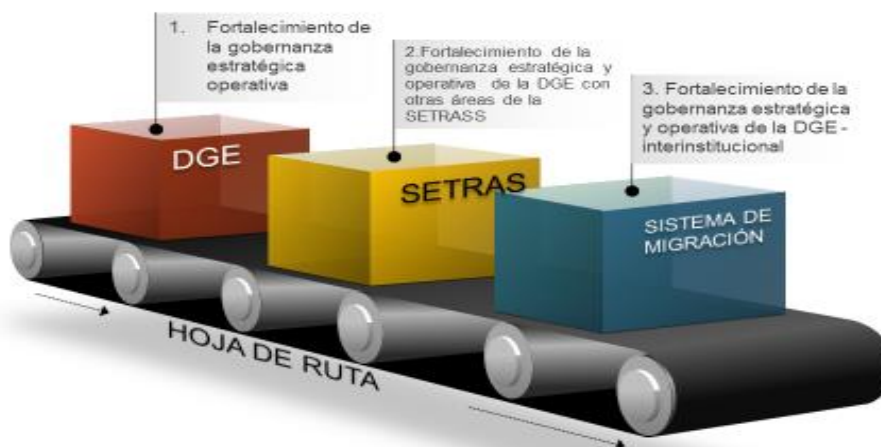 1. Fortalecimiento de
la gobernanza
estratégica
operativa
2.Fortalecimiento de la
gobernanza estratégica y
operativa de la DGE con
otras áreas de la
SETRASS
3. Fortalecimiento de la
gobernanza estratégica
y operativa de la DGE -
interinstitucional
DGE
SETRAS
SISTEMA DE
MIGRACIÓN
HOJA DE RUTA